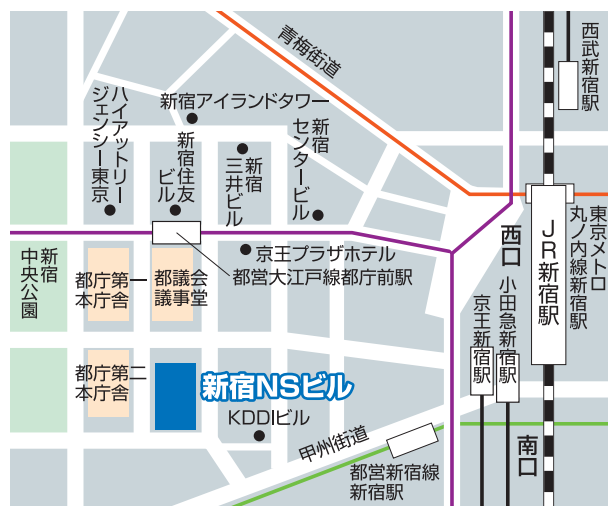 西武新宿駅
青梅街道
新宿アイランドタワー
ハイアットリー
ジェンシー東京
新宿住友
ビル
新宿
三井ビル
新宿
センタービル
東京メトロ
丸ノ内線新宿駅
JR新宿駅
西口
小田急新宿駅
京王新宿駅
京王プラザホテル
都営大江戸線都庁前駅
新宿
中央公園
都庁第一
本庁舎
都議会
議事堂
都庁第二
本庁舎
新宿NSビル
KDDIビル
甲州街道
都営新宿線
新宿駅
南口